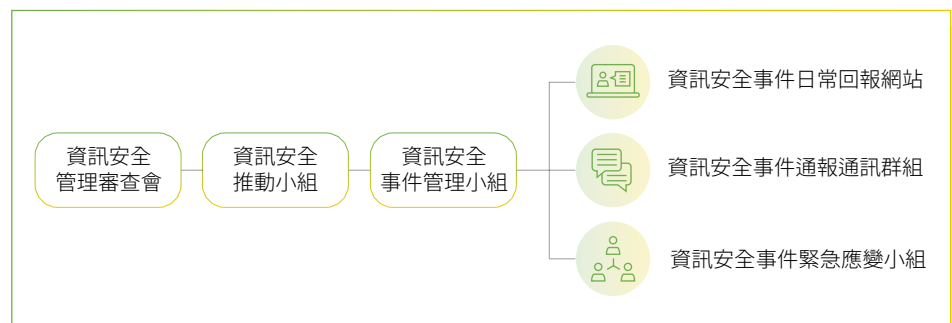 資訊安全
管理審查會
資訊安全
推動小組
資訊安全
事件管理小組
資訊安全事件日常回報網站
資訊安全事件通報通訊群組
資訊安全事件緊急應變小組